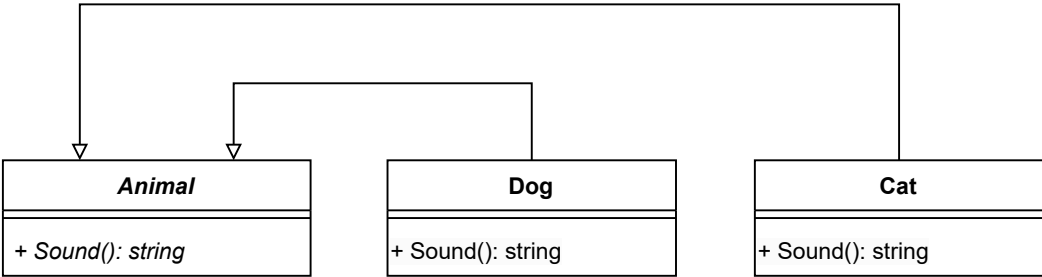 Animal
+ Sound(): string
Dog
+ Sound(): string
Cat
+ Sound(): string